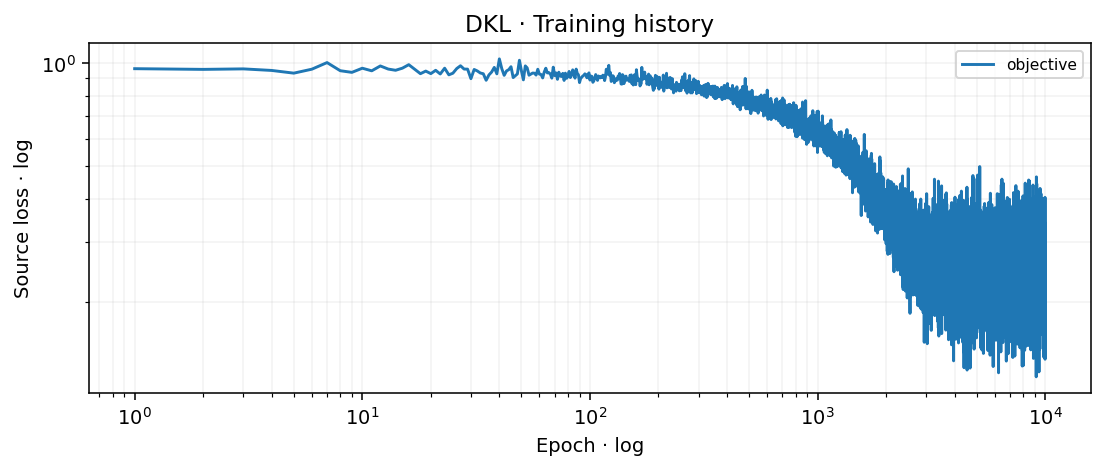 DKL · Training history
10⁰
Source loss · log
objective
10⁰ 10¹ 10² 10³ 10⁴
Epoch · log